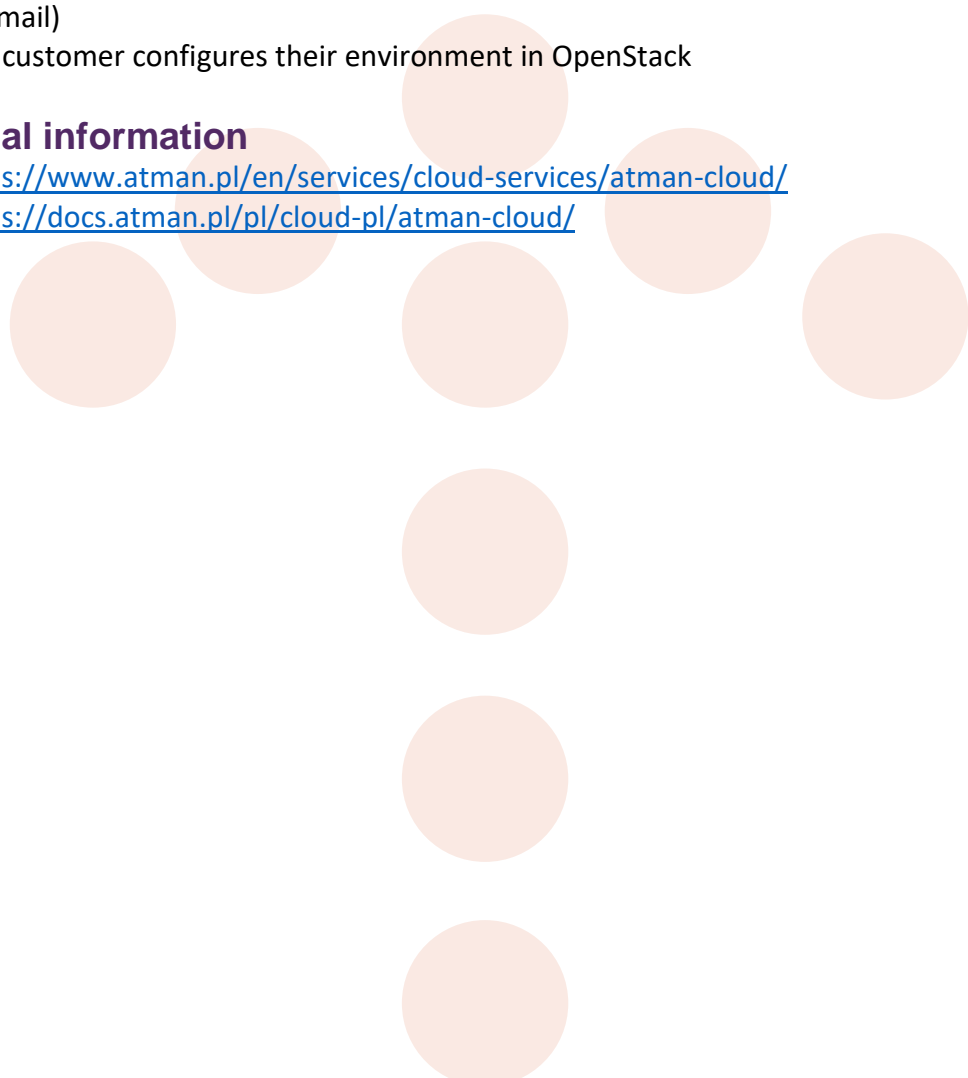 mail)
customer configures their environment in OpenStack
al information
s://www.atman.pl/en/services/cloud-services/atman-cloud/
s://docs.atman.pl/pl/cloud-pl/atman-cloud/